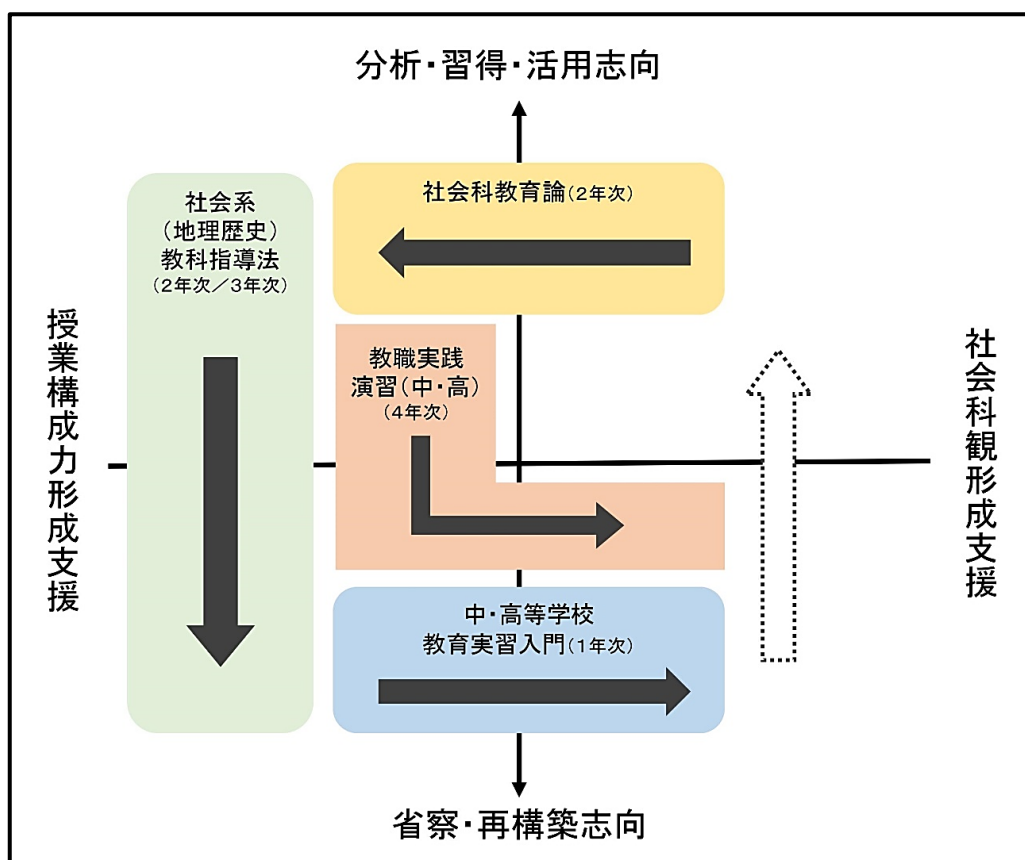 分析・習得・活用志向
社会系
（地理歴史）
教科指導法
（2年次／3年次）
社会科教育論（2年次）
教職実践
演習（中・高）
（4年次）
授業構成力形成支援
社会科観形成支援
中・高等学校
教育実習入門（1年次）
省察・再構築志向